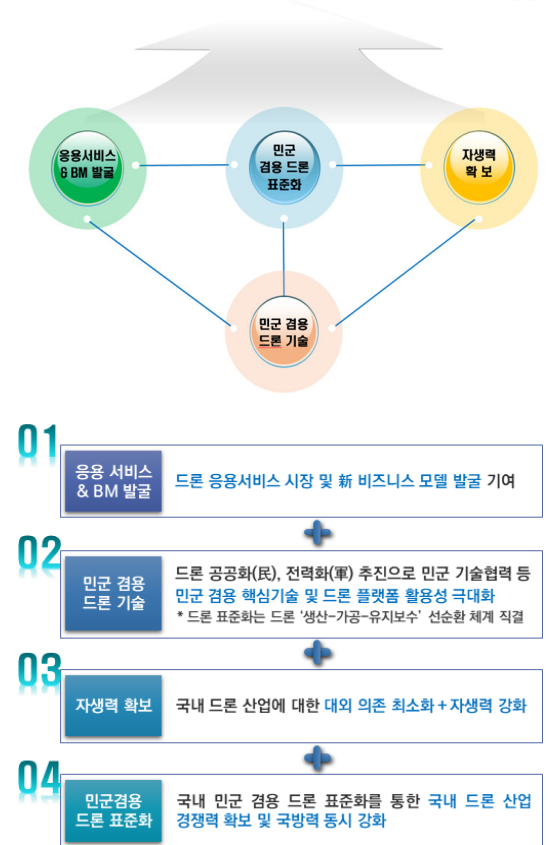 응용서비스
& BM 발굴
민군
겸용 드론
표준화
자생력
확 보
민군 겸용
드론 기술
01
응용 서비스
& BM 발굴
드론 응용서비스 시장 및 新 비즈니스 모델 발굴 기여
02
민군 겸용
드론 기술
드론 공공화(民), 전력화(軍) 추진으로 민군 기술협력 등
민군 겸용 핵심기술 및 드론 플랫폼 활용성 극대화
* 드론 표준화는 드론 ‘생산-가공-유지보수’ 선순환 체계 직결
03
자생력 확보
국내 드론 산업에 대한 대외 의존 최소화 + 자생력 강화
04
민군겸용
드론 표준화
국내 민군 겸용 드론 표준화를 통한 국내 드론 산업
경쟁력 확보 및 국방력 동시 강화